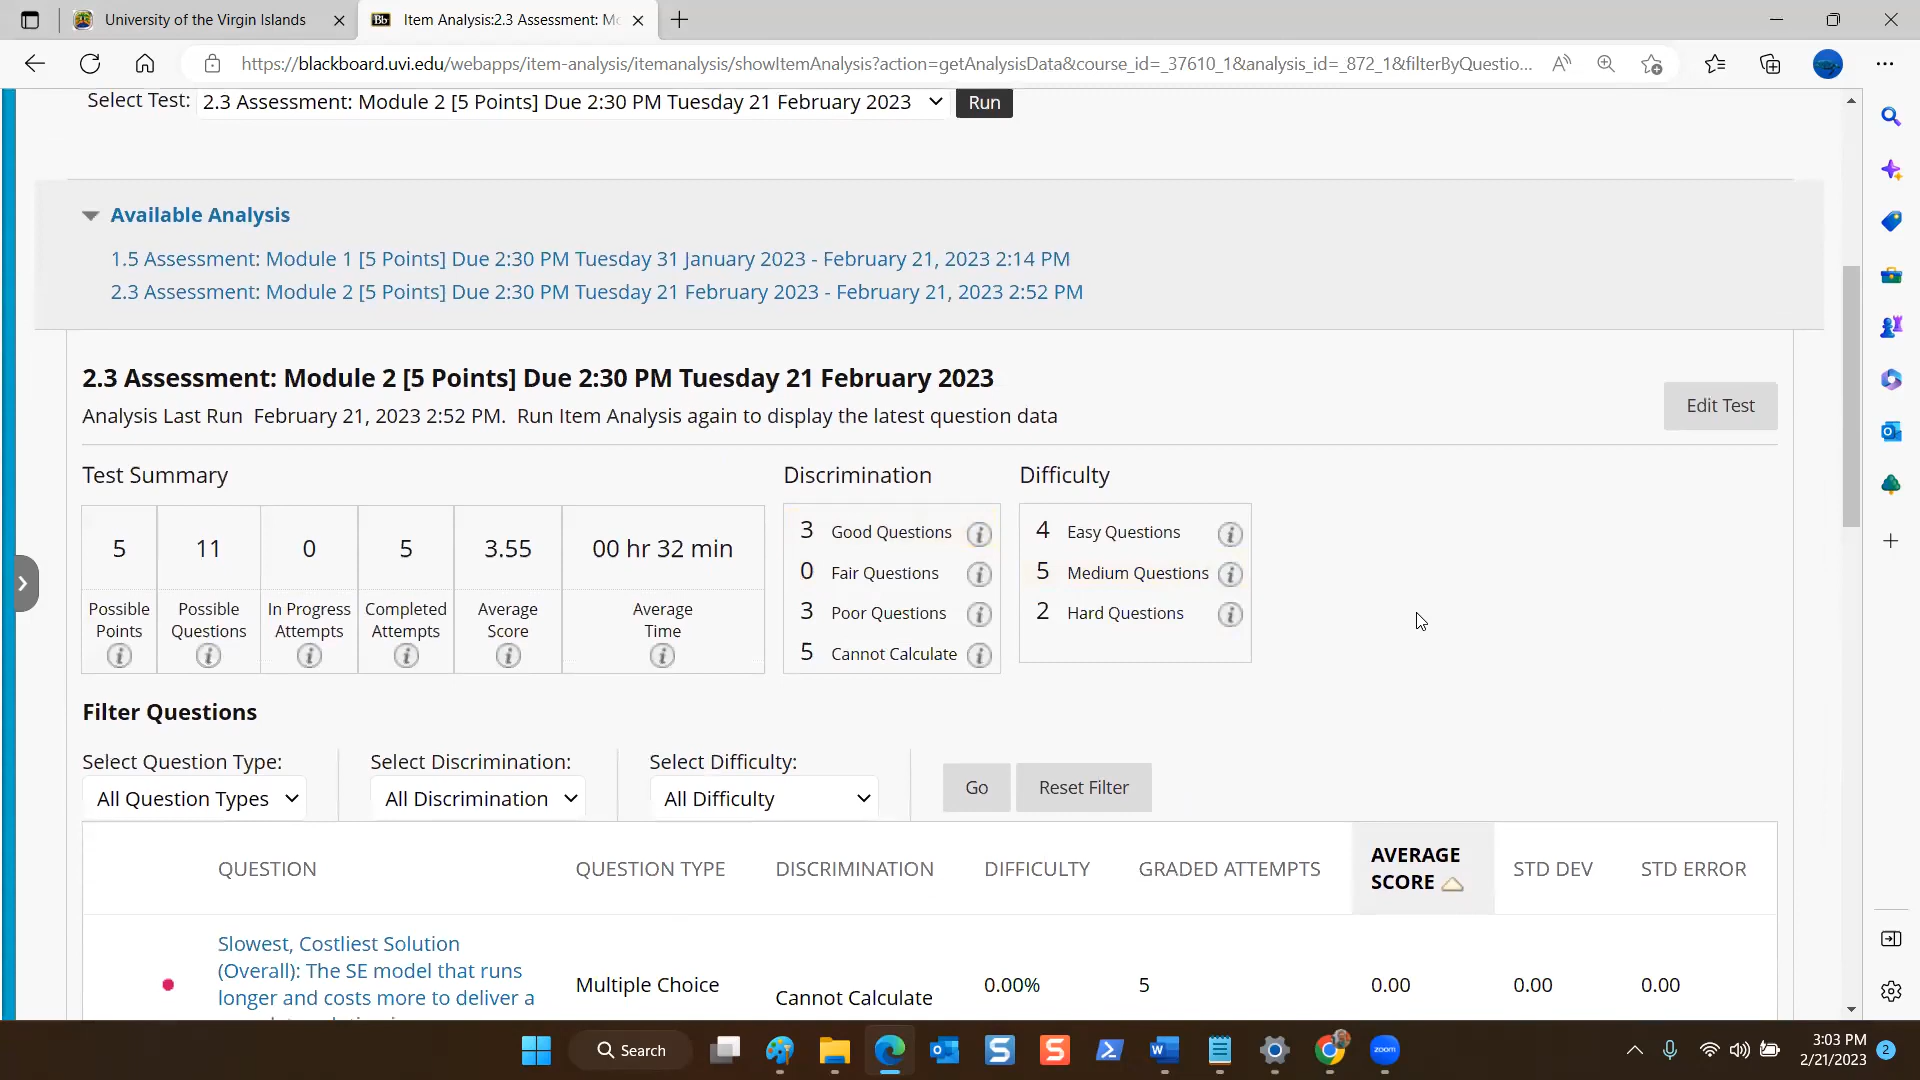 University of the Virgin Islands
Bb Item Analysis:2.3 Assessment: Mo
https://blackboard.uvi.edu/webapps/item-analysis/itemanalysis/showItemAnalysis?action=getAnalysisData&course_id=_37610_1&analysis_id=_872_1&filterByQuestio...
Select Test: 2.3 Assessment: Module 2 [5 Points] Due 2:30 PM Tuesday 21 February 2023 Run
Available Analysis
1.5 Assessment: Module 1 [5 Points] Due 2:30 PM Tuesday 31 January 2023 - February 21, 2023 2:14 PM
2.3 Assessment: Module 2 [5 Points] Due 2:30 PM Tuesday 21 February 2023 - February 21, 2023 2:52 PM
2.3 Assessment: Module 2 [5 Points] Due 2:30 PM Tuesday 21 February 2023
Edit Test
Analysis Last Run February 21, 2023 2:52 PM. Run Item Analysis again to display the latest question data
Test Summary
5 11 0 5 3.55 00 hr 32 min
Possible Points
Possible Questions
In Progress Attempts
Completed Attempts
Average Score
Average Time
Discrimination
3 Good Questions
0 Fair Questions
3 Poor Questions
5 Cannot Calculate
Difficulty
4 Easy Questions
5 Medium Questions
2 Hard Questions
Filter Questions
Select Question Type: Select Discrimination: Select Difficulty:
All Question Types All Discrimination All Difficulty Go Reset Filter
QUESTION QUESTION TYPE DISCRIMINATION DIFFICULTY GRADED ATTEMPTS AVERAGE SCORE STD DEV STD ERROR
Slowest, Costliest Solution
(Overall): The SE model that runs
longer and costs more to deliver a
Multiple Choice Cannot Calculate 0.00% 5 0.00 0.00 0.00
Search
zoom
3:03 PM
2/21/2023
2